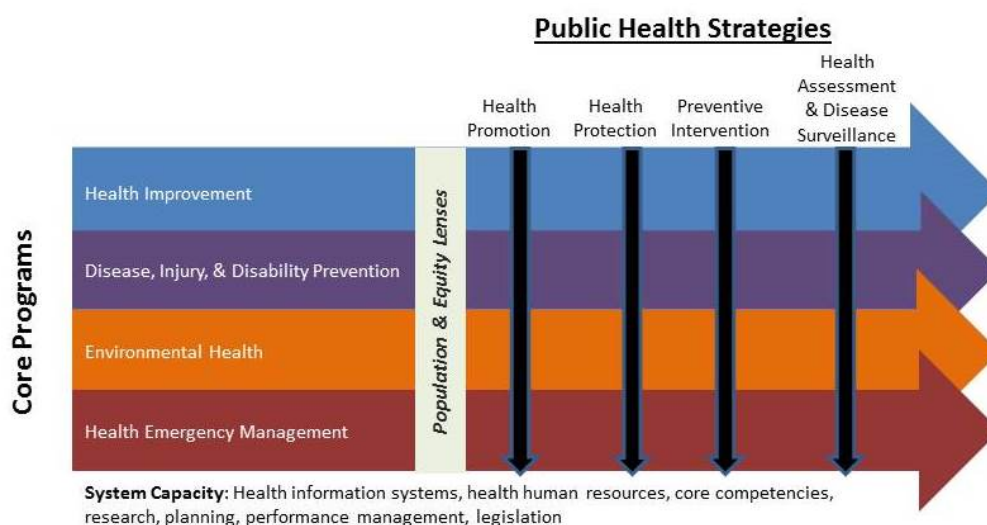 Public Health Strategies
Health
Promotion
Health
Protection
Preventive
Intervention
Health
Assessment
& Disease
Surveillance
Core Programs
Health Improvement
Disease, Injury, & Disability Prevention
Environmental Health
Health Emergency Management
Population & Equity Lenses
System Capacity: Health information systems, health human resources, core competencies,
research, planning, performance management, legislation